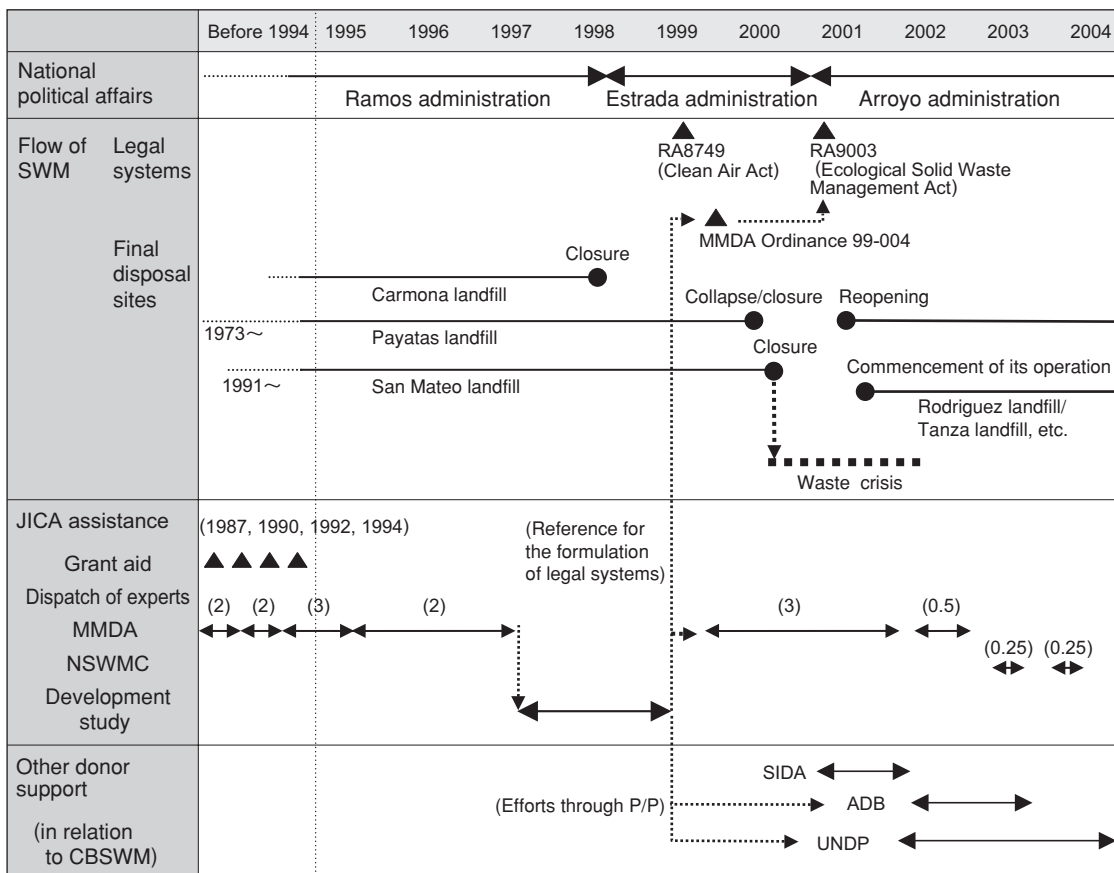 Before 1994 1995 1996 1997 1998 1999 2000 2001 2002 2003 2004
National
political affairs
Ramos administration Estrada administration Arroyo administration
Flow of
SWM
Legal
systems
RA8749
(Clean Air Act)
RA9003
(Ecological Solid Waste
Management Act)
MMDA Ordinance 99-004
Final
disposal
sites
Closure
Carmona landfill
Collapse/closure Reopening
1973～ Payatas landfill
Closure
1991～ San Mateo landfill
Commencement of its operation
Rodriguez landfill/
Tanza landfill, etc.
Waste crisis
JICA assistance
(1987, 1990, 1992, 1994)
(Reference for
the formulation
of legal systems)
Grant aid
Dispatch of experts
(2) (2) (3) (2) (3) (0.5)
MMDA
(0.25) (0.25)
NSWMC
Development
study
Other donor
support
(in relation
to CBSWM)
SIDA
(Efforts through P/P) ADB
UNDP